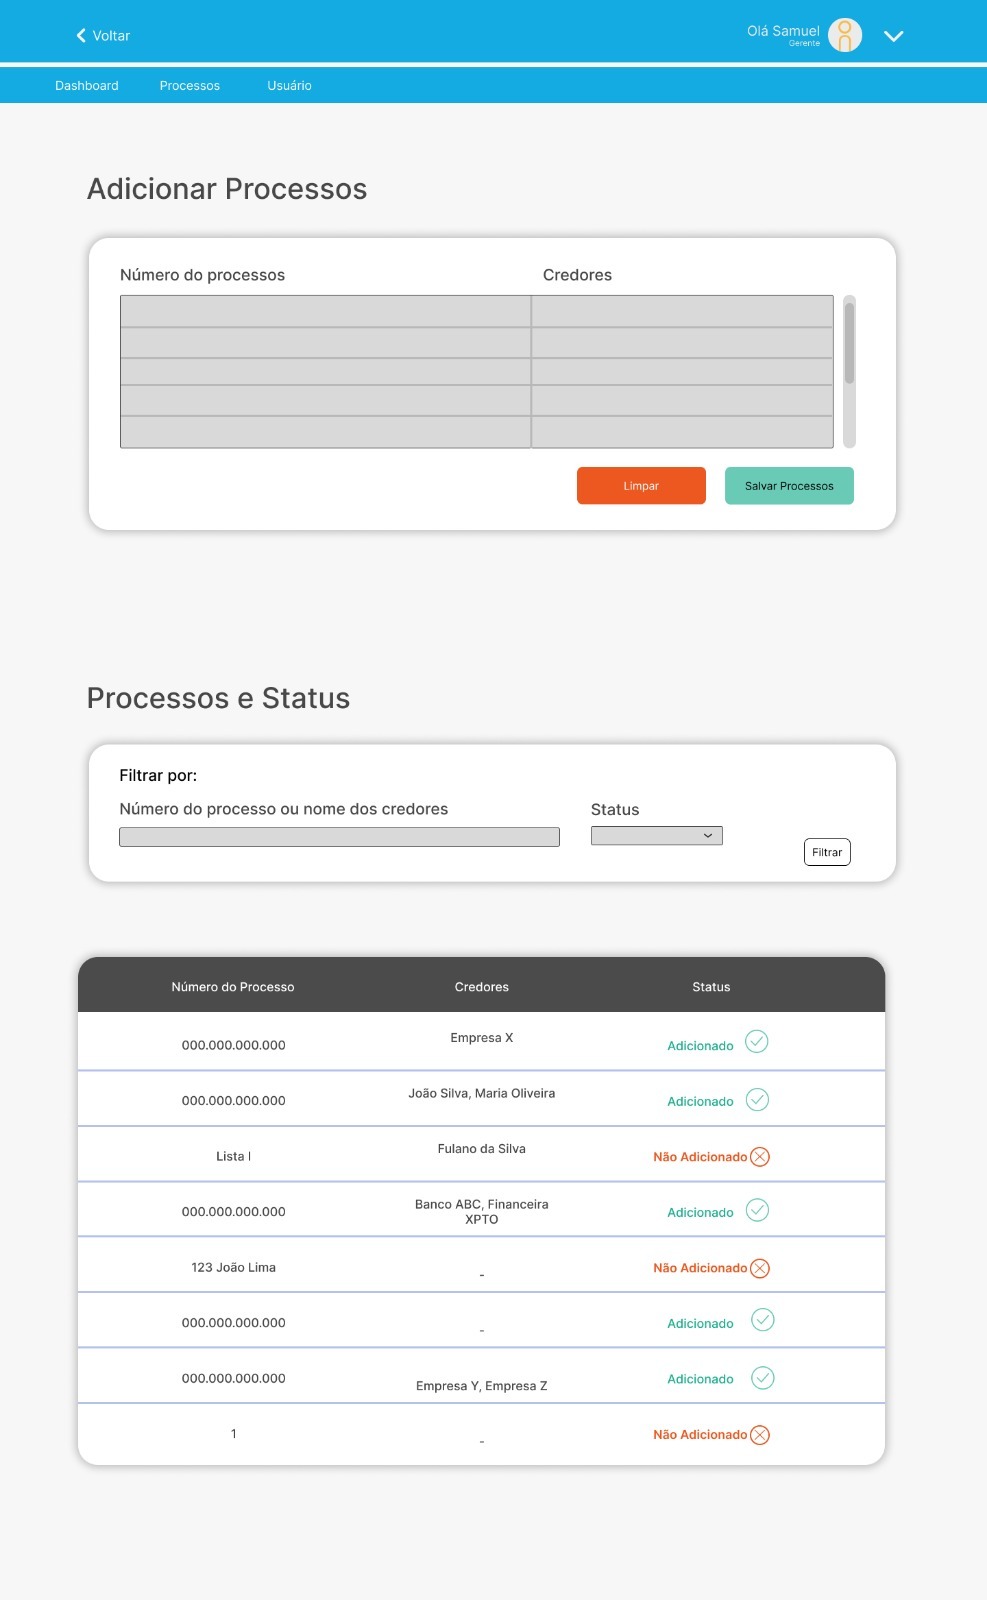 Voltar
Olá Samuel
Gerente
Dashboard Processos Usuário
Adicionar Processos
Número do processos Credores
Limpar Salvar Processos
Processos e Status
Filtrar por:
Número do processo ou nome dos credores Status
Filtrar
Número do Processo Credores Status
000.000.000.000 Empresa X Adicionado
000.000.000.000 João Silva, Maria Oliveira Adicionado
Lista I Fulano da Silva Não Adicionado
000.000.000.000 Banco ABC, Financeira
XPTO Adicionado
123 João Lima - Não Adicionado
000.000.000.000 - Adicionado
000.000.000.000 Empresa Y, Empresa Z Adicionado
1 - Não Adicionado